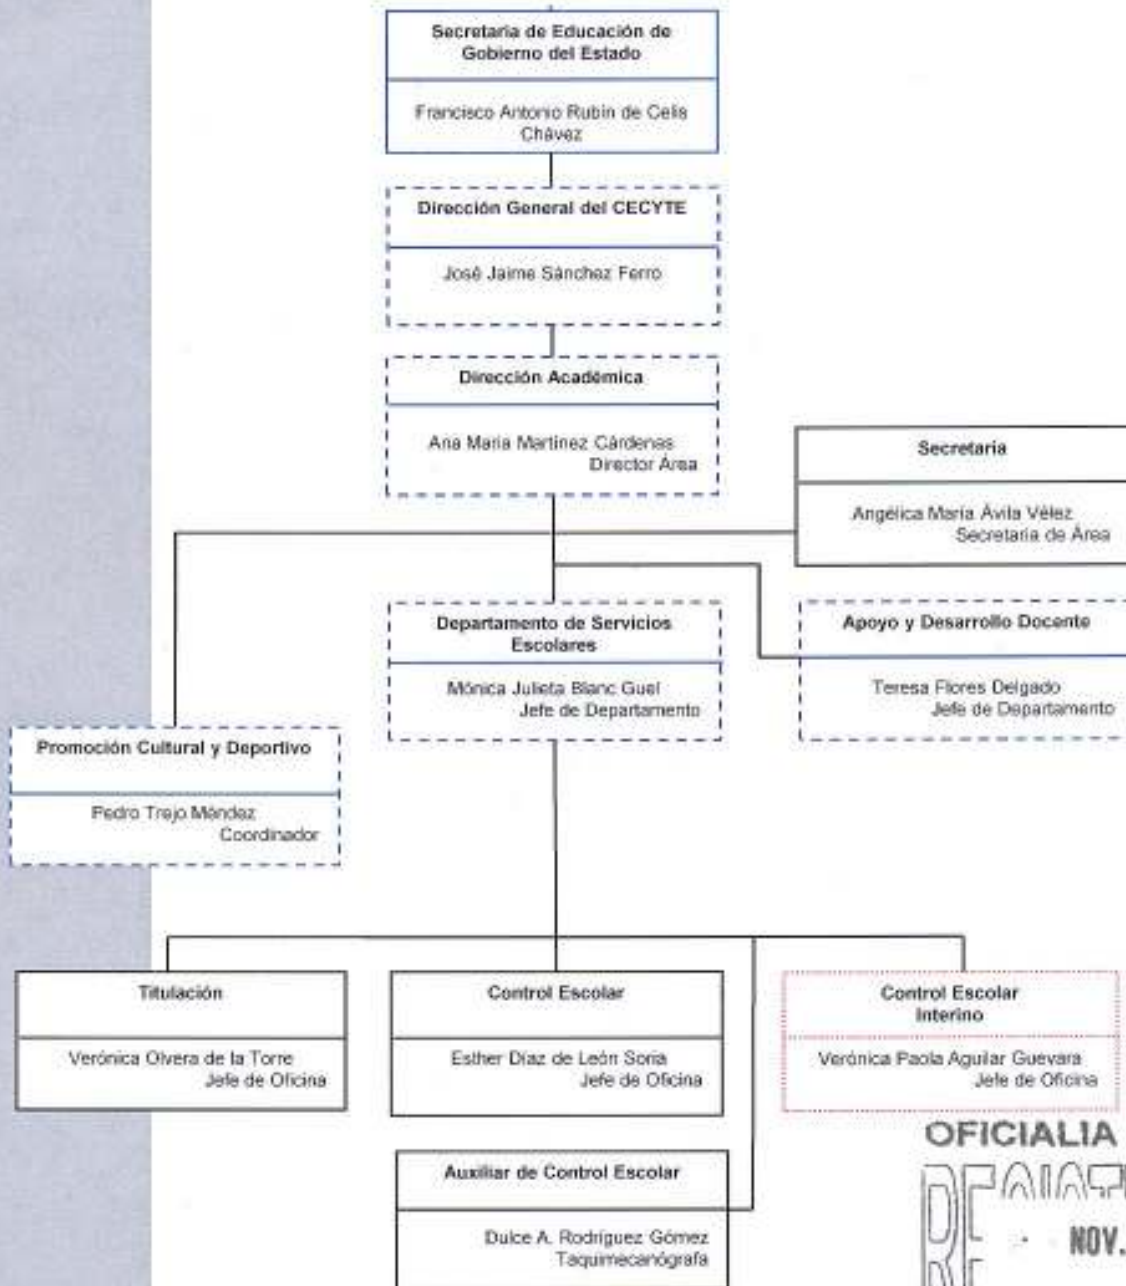 Secretaria de Educación de
Gobierno del Estado
Francisco Antonio Rubín de Celis
Chávez
Dirección General del CECYTE
José Jaime Sánchez Ferro
Dirección Académica
Ana María Martínez Cárdenas
Director Área
Secretaria
Angélica María Ávila Vélez
Secretaria de Área
Departamento de Servicios
Escolares
Mónica Julieta Blanc Guel
Jefe de Departamento
Apoyo y Desarrollo Docente
Teresa Flores Delgado
Jefe de Departamento
Promoción Cultural y Deportivo
Pedro Trejo Méndez
Coordinador
Titulación
Verónica Olvera de la Torre
Jefe de Oficina
Control Escolar
Esther Díaz de León Soria
Jefe de Oficina
Control Escolar
Interino
Verónica Paola Aguilar Guevara
Jefe de Oficina
Auxiliar de Control Escolar
Dulce A. Rodríguez Gómez
Taquimecanógrafa
OFICIALIA
NOV.